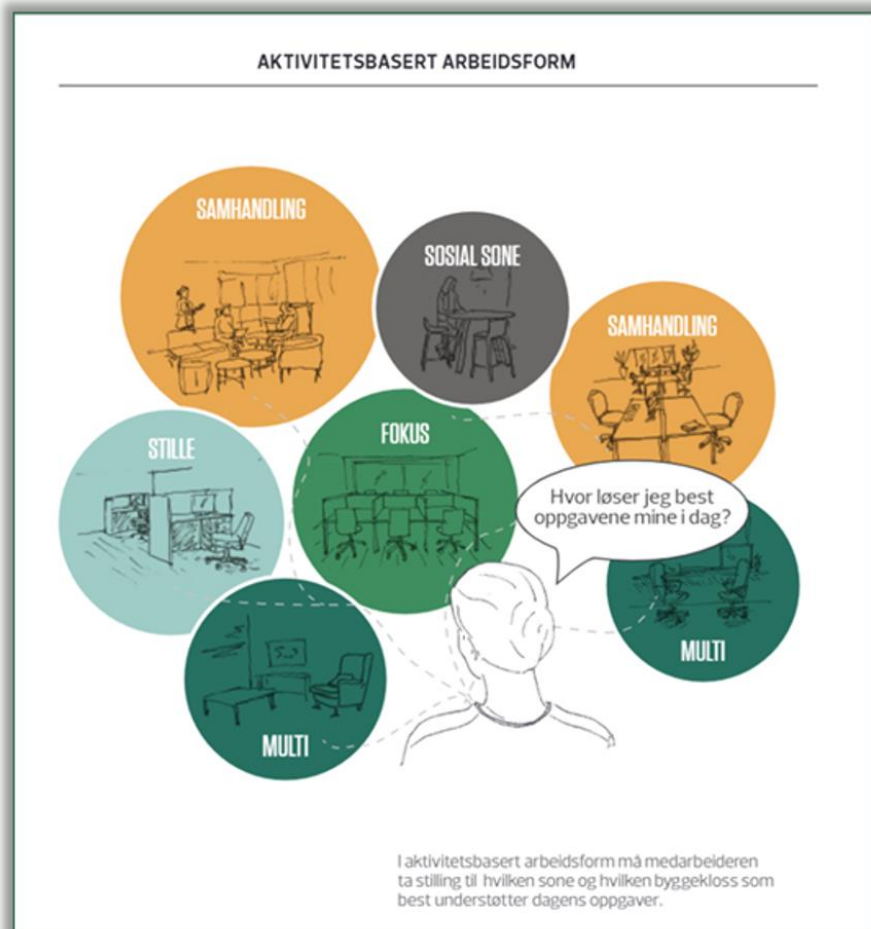 AKTIVITETSBASERT ARBEIDSFORM
SAMHANDLING
SOSIAL SONE
SAMHANDLING
STILLE
FOKUS
Hvor løser jeg best
oppgavene mine i dag?
MULTI
MULTI
I aktivitetsbasert arbeidsform må medarbeideren
ta stilling til hvilken sone og hvilken byggekloss som
best understøtter dagens oppgaver.